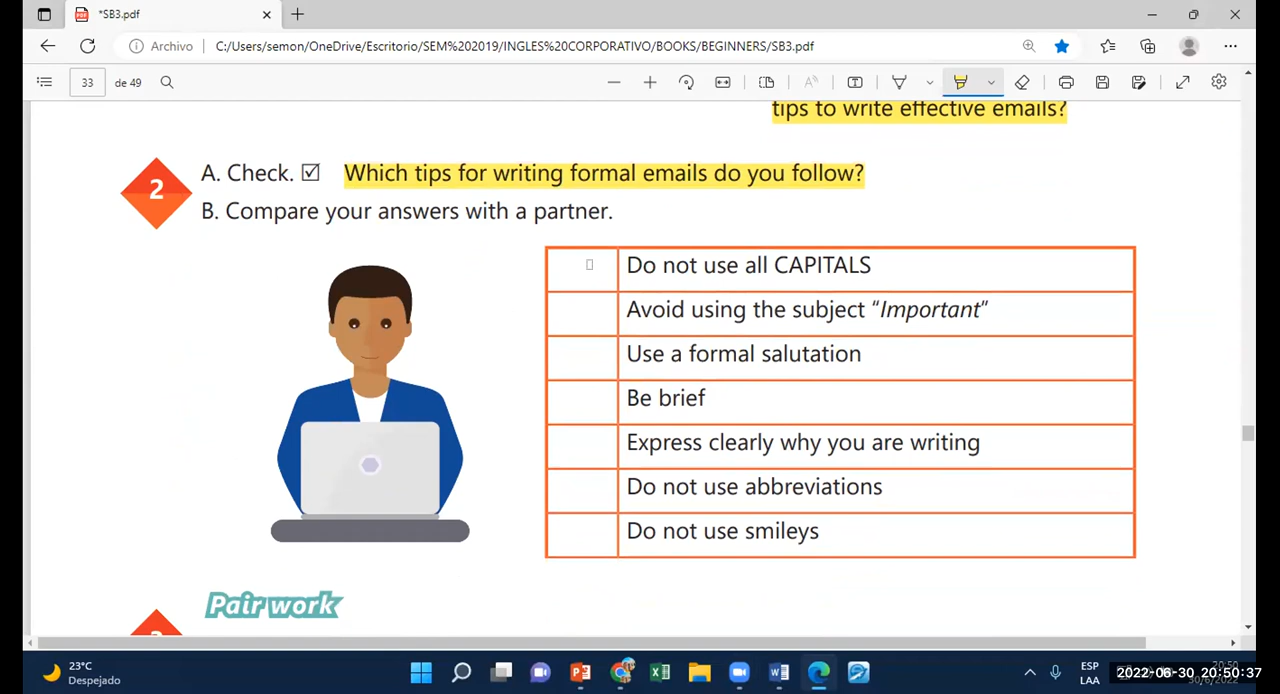 *SB3.pdf
Archivo
C:/Users/semon/OneDrive/Escritorio/SEM%202019/INGLES%20CORPORATIVO/BOOKS/BEGINNERS/SB3.pdf
33 de 49
tips to write effective emails?
2
A. Check. ☑ Which tips for writing formal emails do you follow?
B. Compare your answers with a partner.
Do not use all CAPITALS
Avoid using the subject “Important”
Use a formal salutation
Be brief
Express clearly why you are writing
Do not use abbreviations
Do not use smileys
Pair work
23°C
Despejado
ESP
LAA
20:50
2022-06-30 20:50:37